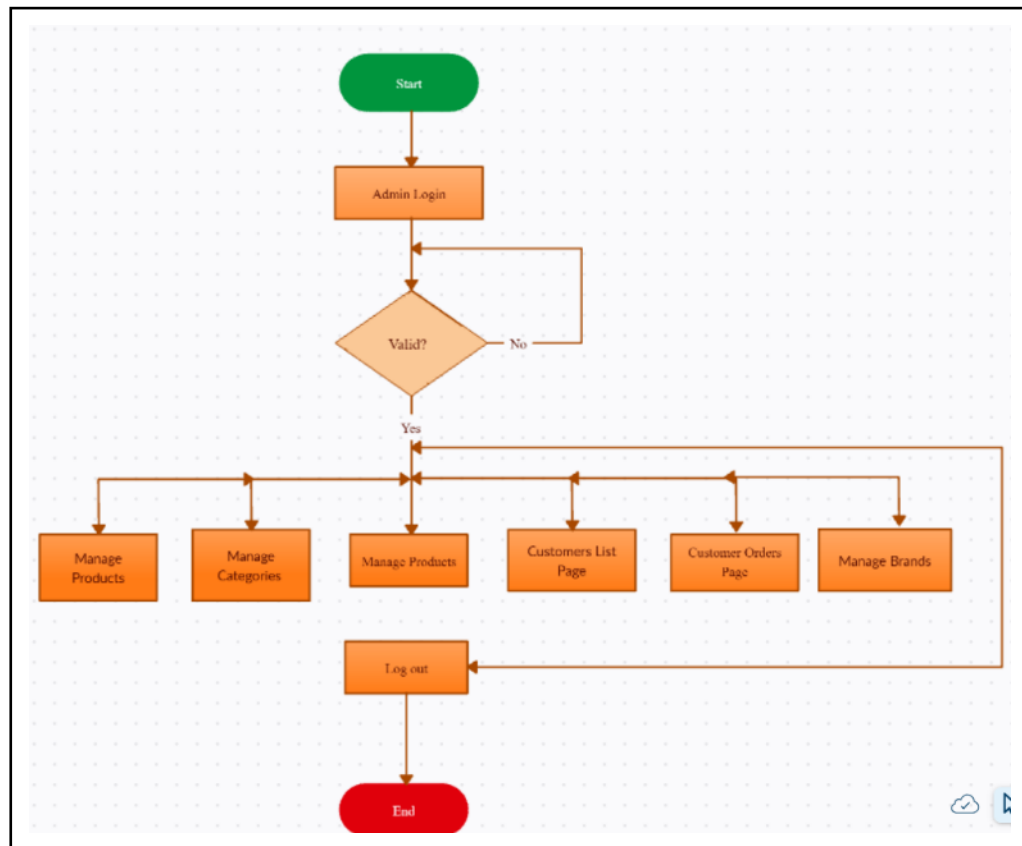 Start
Admin Login
Valid?
No
Yes
Manage
Products
Manage
Categories
Manage Products
Customers List
Page
Customer Orders
Page
Manage Brands
Log out
End